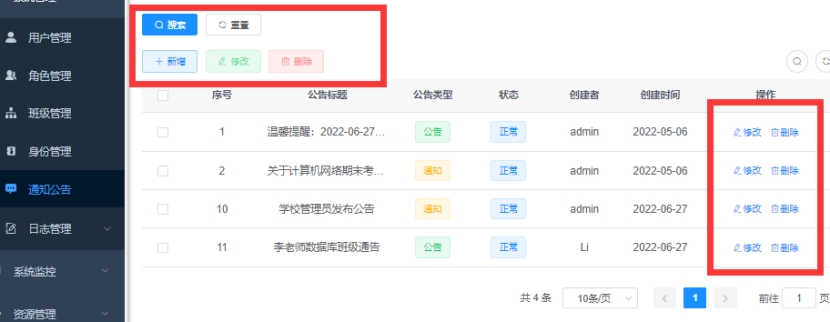 用户管理
角色管理
班级管理
身份管理
通知公告
日志管理
系统监控
资源管理
搜索 重置
新增 修改 删除
序号 公告标题 公告类型 状态 创建者 创建时间 操作
1 温馨提醒：2022-06-27... 公告 正常 admin 2022-05-06 修改 删除
2 关于计算机网络期末考... 通知 正常 admin 2022-05-06 修改 删除
10 学校管理员发布公告 通知 正常 admin 2022-06-27 修改 删除
11 李老师数据库班级通告 公告 正常 Li 2022-06-27 修改 删除
共 4 条 10条/页 1 前往 1 页